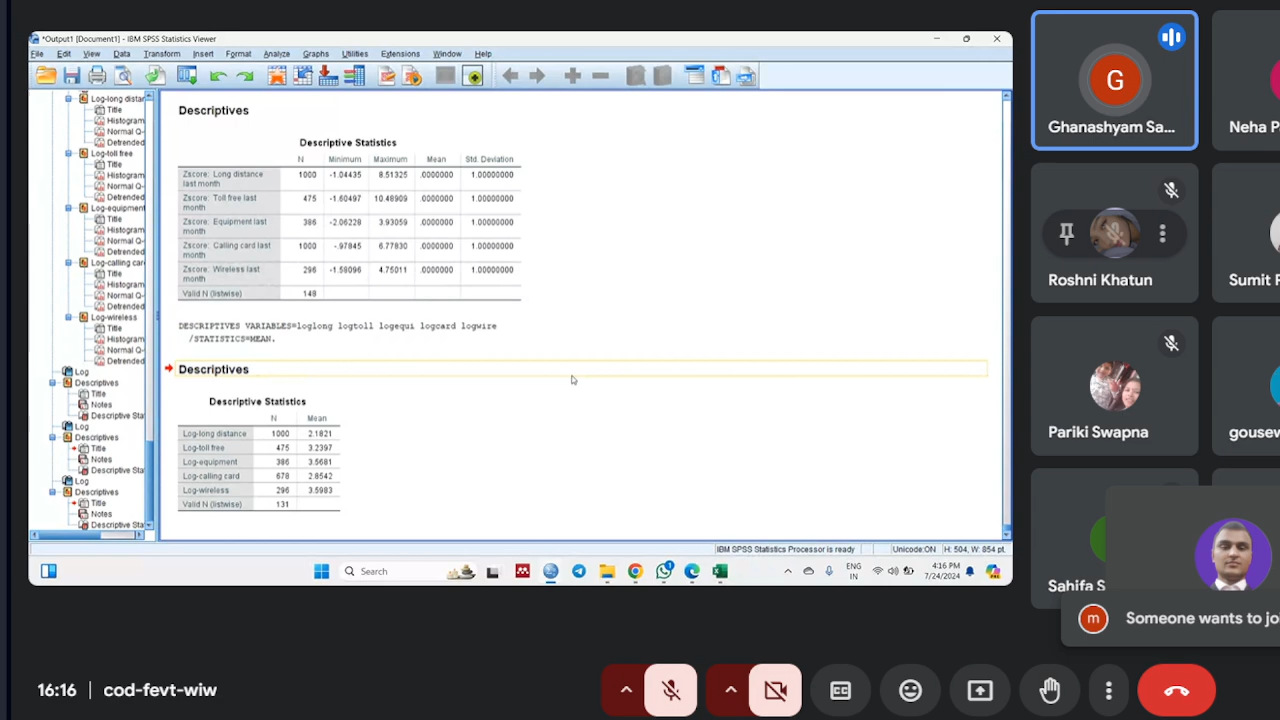 *Output1 [Document1] - IBM SPSS Statistics Viewer
File Edit View Data Transform Insert Format Analyze Graphs Utilities Extensions Window Help
Log-long distar
Title
Histogram
Normal Q-
Detrended
Log-toll free
Title
Histogram
Normal Q-
Detrended
Log-equipment
Title
Histogram
Normal Q-
Detrended
Log-calling car
Title
Histogram
Normal Q-
Detrended
Log-wireless
Title
Histogram
Normal Q-
Detrended
Log
Descriptives
Title
Notes
Descriptive Sta
Log
Descriptives
Title
Notes
Descriptive Sta
Log
Descriptives
Title
Notes
Descriptive Sta
Descriptives
Descriptive Statistics
N Minimum Maximum Mean Std. Deviation
Zscore: Long distance last month 1000 -1.04435 8.51325 .0000000 1.00000000
Zscore: Toll free last month 475 -1.60497 10.48909 .0000000 1.00000000
Zscore: Equipment last month 386 -2.06228 3.93059 .0000000 1.00000000
Zscore: Calling card last month 1000 -.97845 6.77830 .0000000 1.00000000
Zscore: Wireless last month 296 -1.58096 4.75011 .0000000 1.00000000
Valid N (listwise) 148
DESCRIPTIVES VARIABLES=loglong logtoll logequi logcard logwire
/STATISTICS=MEAN.
Descriptives
Descriptive Statistics
N Mean
Log-long distance 1000 2.1821
Log-toll free 475 3.2397
Log-equipment 386 3.5681
Log-calling card 678 2.8542
Log-wireless 296 3.5983
Valid N (listwise) 131
IBM SPSS Statistics Processor is ready Unicode:ON H: 504, W: 854 pt.
Search
ENG
IN
4:16 PM
7/24/2024
G
Ghanashyam Sa...
Neha P
Roshni Khatun
Sumit F
Pariki Swapna
gousew
Sahifa S
m
Someone wants to joi
16:16 | cod-fevt-wiw